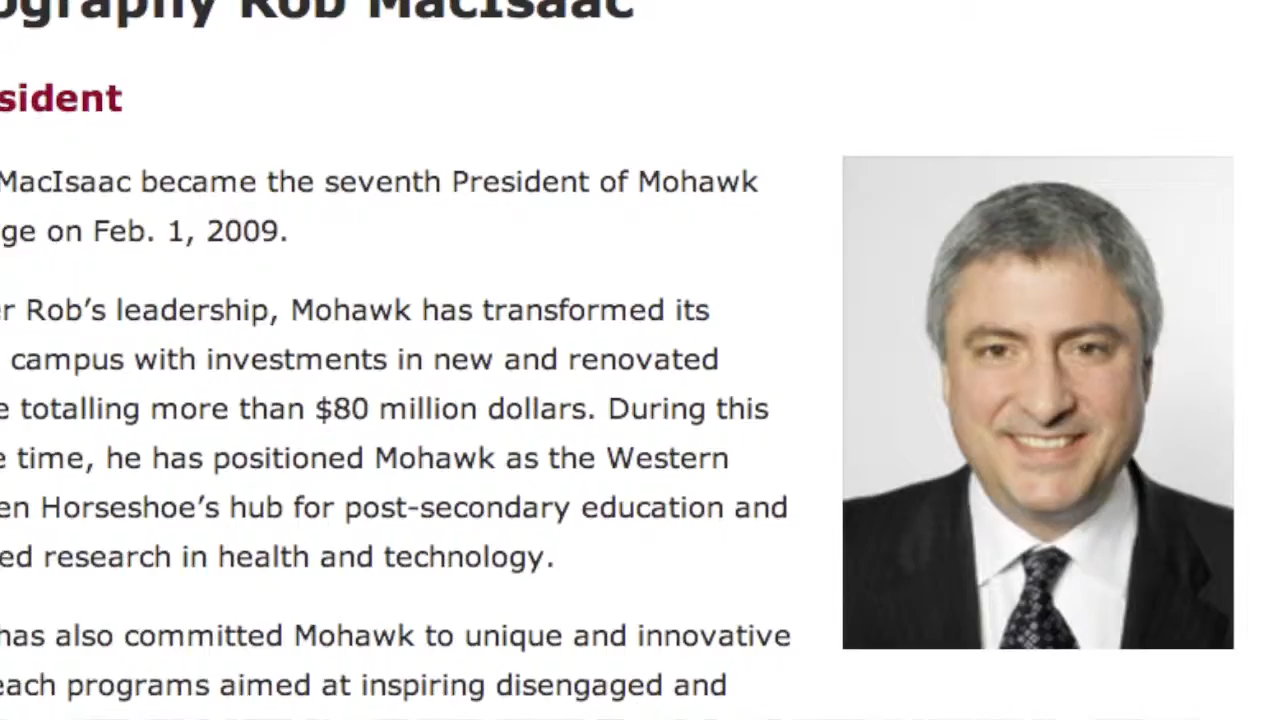 ography Rob MacIsaac
sident
MacIsaac became the seventh President of Mohawk
ge on Feb. 1, 2009.
er Rob’s leadership, Mohawk has transformed its
campus with investments in new and renovated
e totalling more than $80 million dollars. During this
e time, he has positioned Mohawk as the Western
en Horseshoe’s hub for post-secondary education and
ed research in health and technology.
has also committed Mohawk to unique and innovative
each programs aimed at inspiring disengaged and